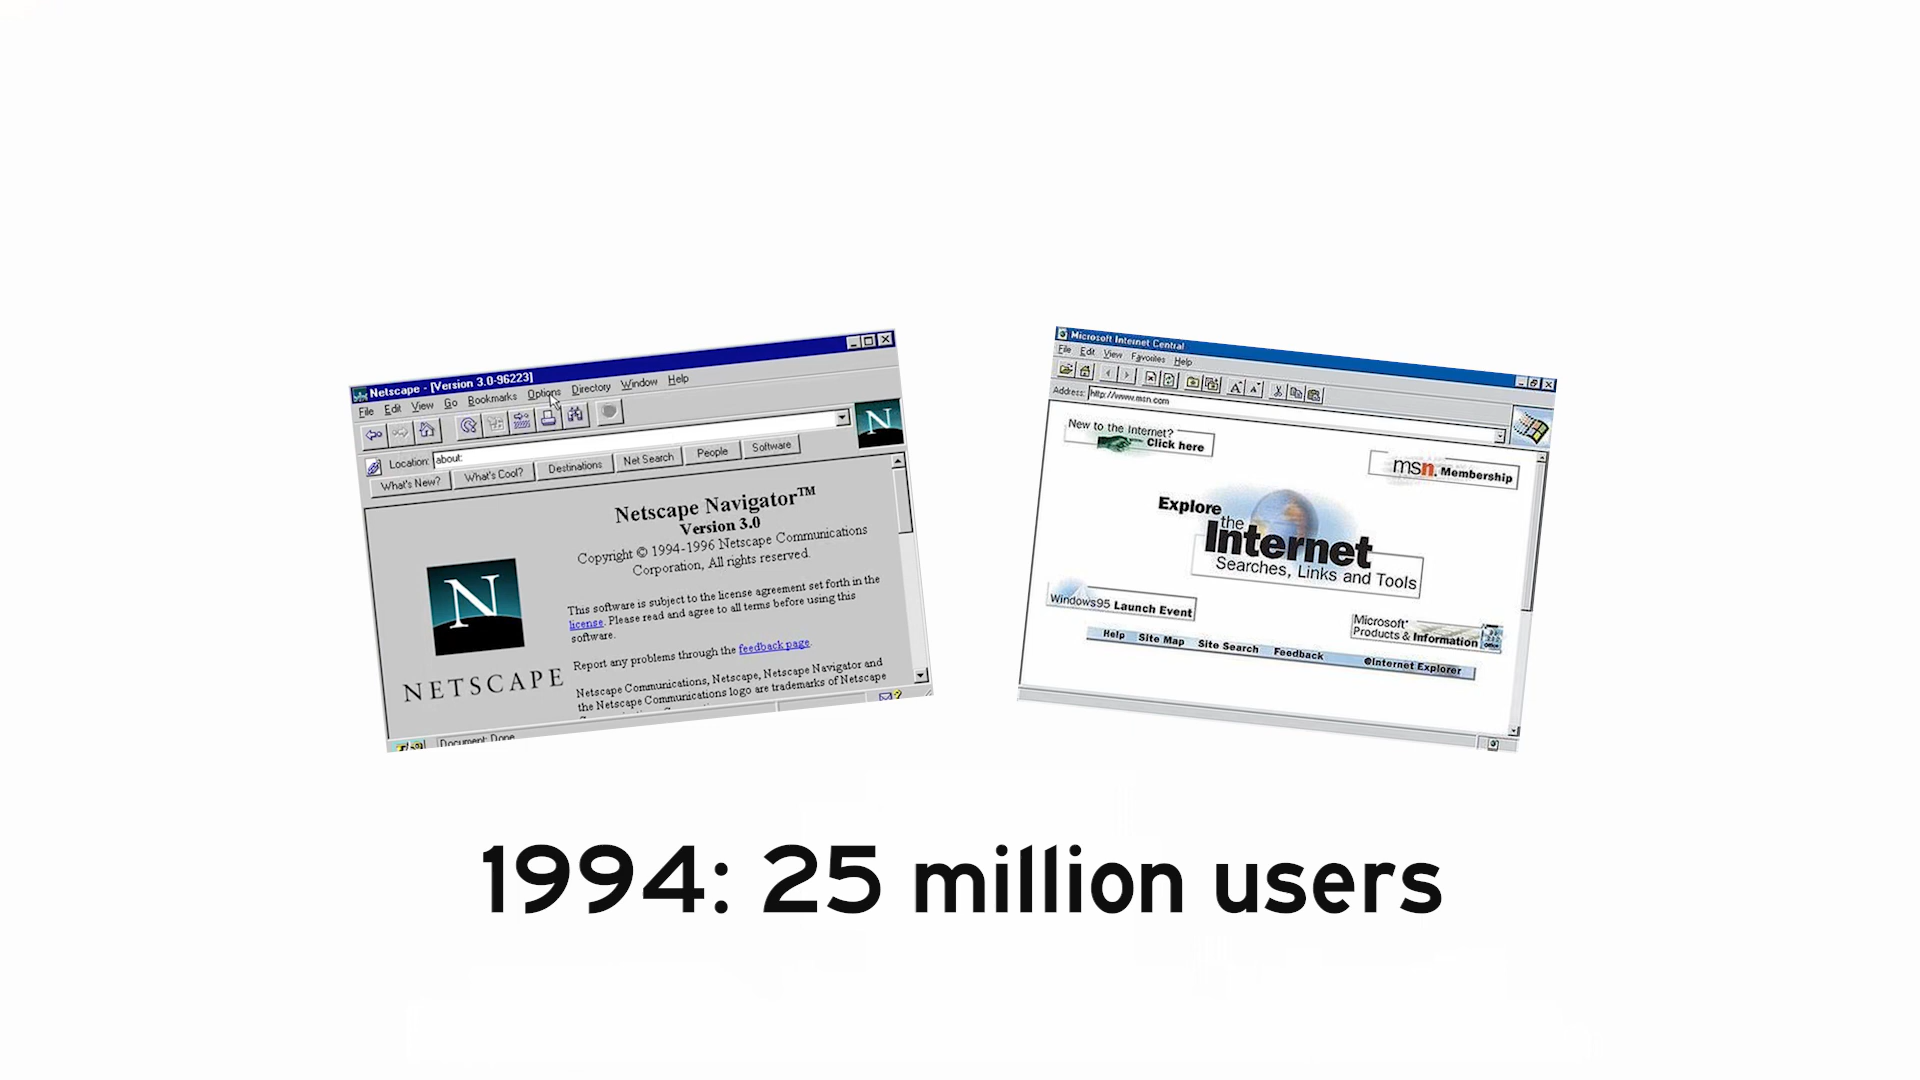 Netscape - [Version 3.0-96223]
File Edit View Go Bookmarks Options Directory Window Help
Location: about:
What's New? What's Cool? Destinations Net Search People Software
Netscape Navigator™
Version 3.0
Copyright © 1994-1996 Netscape Communications
Corporation, All rights reserved.
This software is subject to the license agreement set forth in the
license. Please read and agree to all terms before using this
software.
Report any problems through the feedback page.
Netscape Communications, Netscape, Netscape Navigator and
the Netscape Communications logo are trademarks of Netscape
N
N
NETSCAPE
Document: Done
Microsoft Internet Central
File Edit View Favorites Help
Address: http://www.msn.com
New to the Internet?
Click here
msn. Membership
Explore
the
Internet
Searches, Links and Tools
Windows95 Launch Event
Microsoft
Products & Information
Help Site Map Site Search Feedback @Internet Explorer
1994: 25 million users